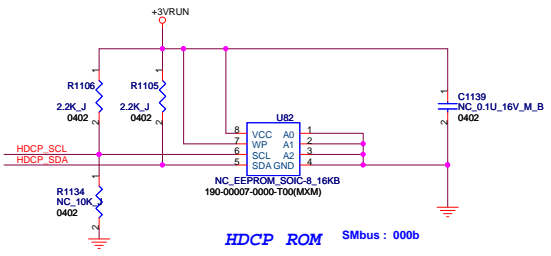 +3VRUN
1
R1106
2.2K_J
0402
2
1
R1105
2.2K_J
0402
2
1
C1139
NC_0.1U_16V_M_B
0402
2
U82
8 VCC A0 1
7 WP A1 2
6 SCL A2 3
5 SDA GND 4
HDCP_SCL
HDCP_SDA
NC_EEPROM_SOIC-8_16KB
190-00007-0000-T00(MXM)
1
R1134
NC_10K_J
0402
2
HDCP ROM
SMbus : 000b